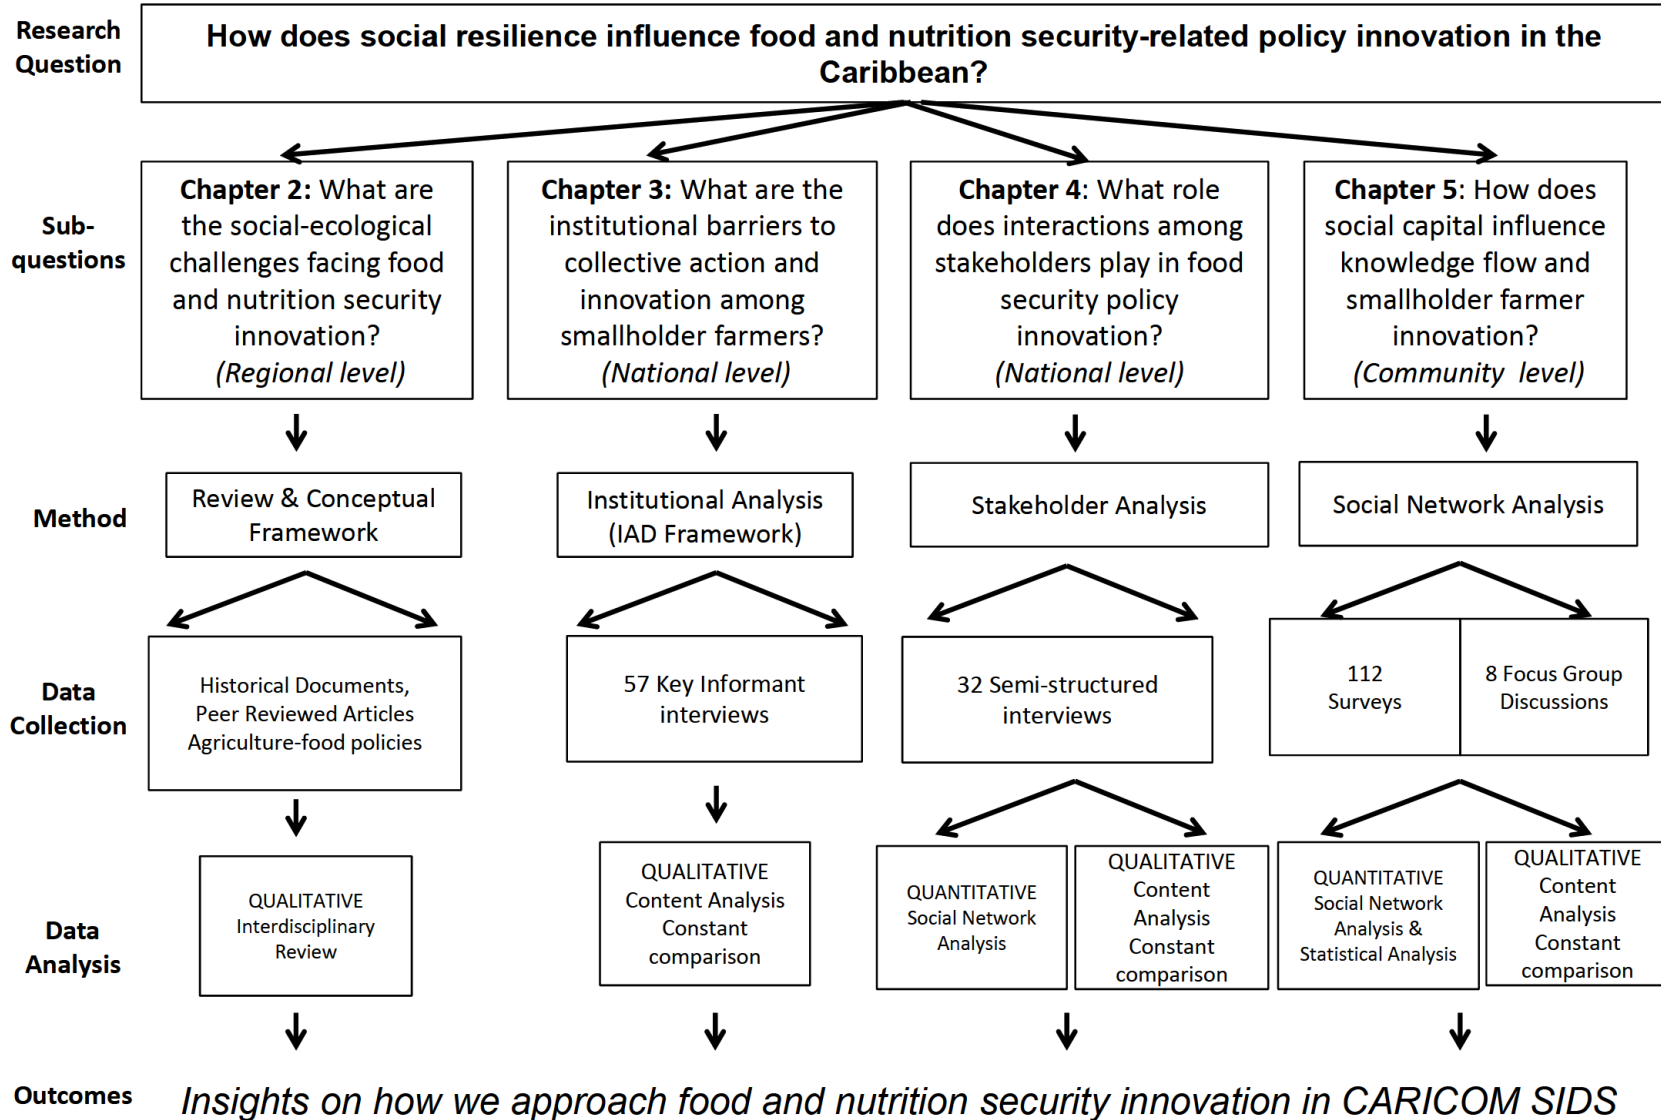 Research
Question
How does social resilience influence food and nutrition security-related policy innovation in the
Caribbean?
Sub-
questions
Chapter 2: What are
the social-ecological
challenges facing food
and nutrition security
innovation?
(Regional level)
Chapter 3: What are the
institutional barriers to
collective action and
innovation among
smallholder farmers?
(National level)
Chapter 4: What role
does interactions among
stakeholders play in food
security policy
innovation?
(National level)
Chapter 5: How does
social capital influence
knowledge flow and
smallholder farmer
innovation?
(Community level)
Method
Review & Conceptual
Framework
Institutional Analysis
(IAD Framework)
Stakeholder Analysis
Social Network Analysis
Data
Collection
Historical Documents,
Peer Reviewed Articles
Agriculture-food policies
57 Key Informant
interviews
32 Semi-structured
interviews
112
Surveys
8 Focus Group
Discussions
Data
Analysis
QUALITATIVE
Interdisciplinary
Review
QUALITATIVE
Content Analysis
Constant
comparison
QUANTITATIVE
Social Network
Analysis
QUALITATIVE
Content
Analysis
Constant
comparison
QUANTITATIVE
Social Network
Analysis &
Statistical Analysis
QUALITATIVE
Content
Analysis
Constant
comparison
Outcomes
Insights on how we approach food and nutrition security innovation in CARICOM SIDS